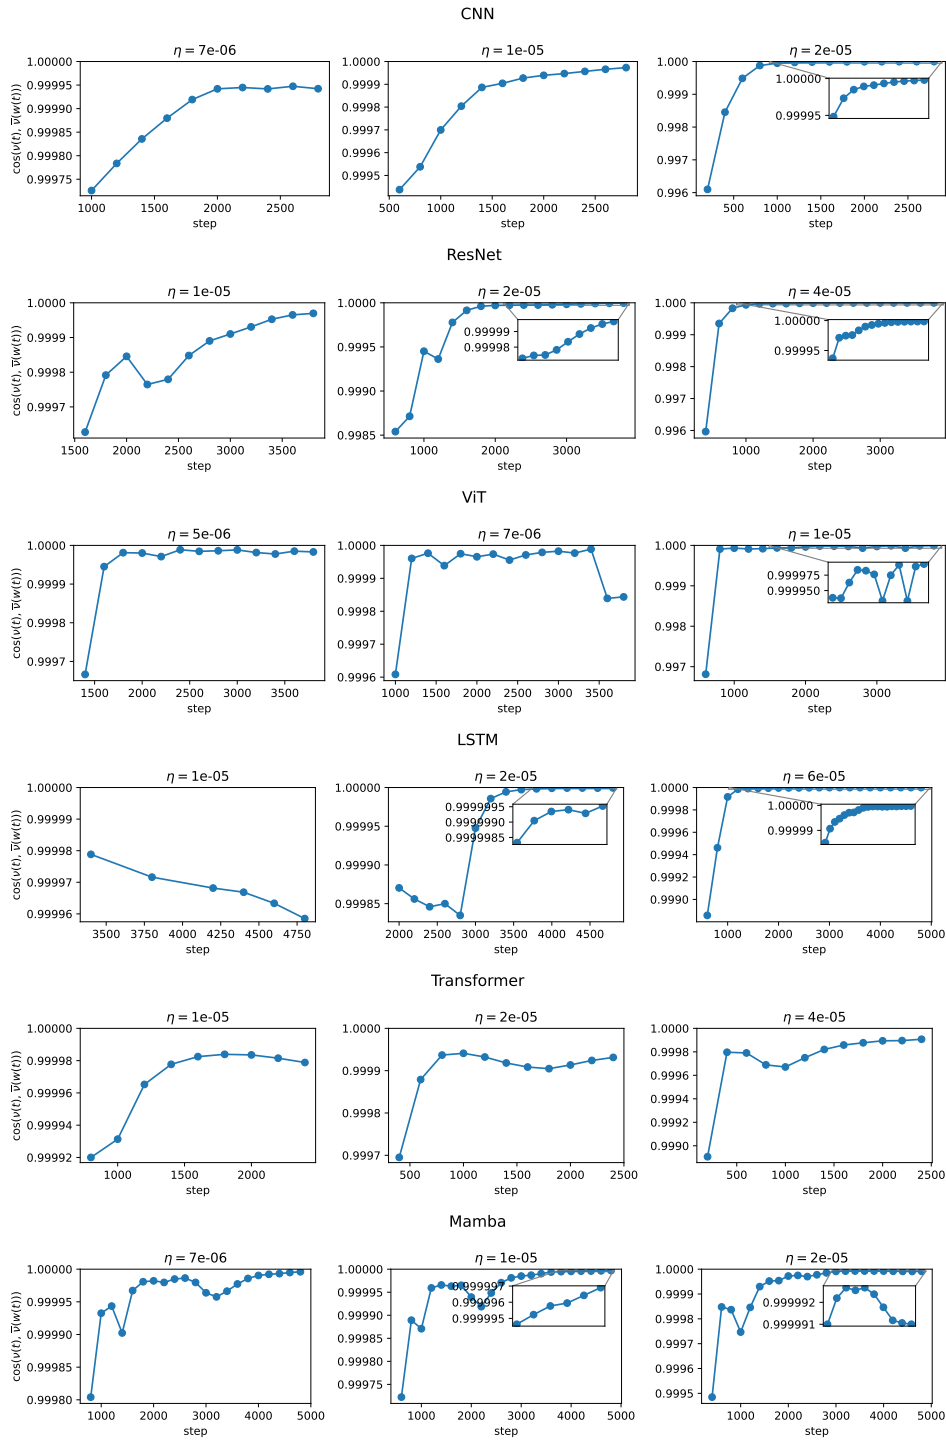 CNN
η = 7e-06
η = 1e-05
η = 2e-05
cos(ν(t), ν̅(w(t)))
0.99995
0.99990
0.99985
0.99980
0.99975
1000 1500 2000 2500
step
1.0000
0.9999
0.9998
0.9997
0.9996
0.9995
500 1000 1500 2000 2500
step
1.000
0.999
0.998
0.997
0.996
1.00000
0.99995
500 1000 1500 2000 2500
step
ResNet
η = 1e-05
η = 2e-05
η = 4e-05
cos(ν(t), ν̅(w(t)))
1.0000
0.9999
0.9998
0.9997
1500 2000 2500 3000 3500
step
1.0000
0.9995
0.9990
0.9985
0.99999
0.99998
1000 2000 3000
step
1.000
0.999
0.998
0.997
0.996
1.00000
0.99995
1000 2000 3000
step
ViT
η = 5e-06
η = 7e-06
η = 1e-05
cos(ν(t), ν̅(w(t)))
1.0000
0.9999
0.9998
0.9997
1500 2000 2500 3000 3500
step
1.0000
0.9999
0.9998
0.9997
0.9996
1000 1500 2000 2500 3000 3500
step
1.000
0.999
0.998
0.997
0.999975
0.999950
1000 2000 3000
step
LSTM
η = 1e-05
η = 2e-05
η = 6e-05
cos(ν(t), ν̅(w(t)))
1.00000
0.99999
0.99998
0.99997
0.99996
3500 3750 4000 4250 4500 4750
step
1.00000
0.99995
0.99990
0.99985
0.9999995
0.9999990
0.9999985
2000 2500 3000 3500 4000 4500
step
1.0000
0.9998
0.9996
0.9994
0.9992
0.9990
1.00000
0.99999
1000 2000 3000 4000 5000
step
Transformer
η = 1e-05
η = 2e-05
η = 4e-05
cos(ν(t), ν̅(w(t)))
1.00000
0.99998
0.99996
0.99994
0.99992
1000 1500 2000
step
1.0000
0.9999
0.9998
0.9997
500 1000 1500 2000 2500
step
1.0000
0.9998
0.9996
0.9994
0.9992
0.9990
500 1000 1500 2000 2500
step
Mamba
η = 7e-06
η = 1e-05
η = 2e-05
cos(ν(t), ν̅(w(t)))
1.00000
0.99995
0.99990
0.99985
0.99980
1000 2000 3000 4000 5000
step
1.00000
0.99995
0.99990
0.99985
0.99980
0.99975
0.999997
0.999996
0.999995
1000 2000 3000 4000 5000
step
1.0000
0.9999
0.9998
0.9997
0.9996
0.9995
0.999992
0.999991
1000 2000 3000 4000 5000
step